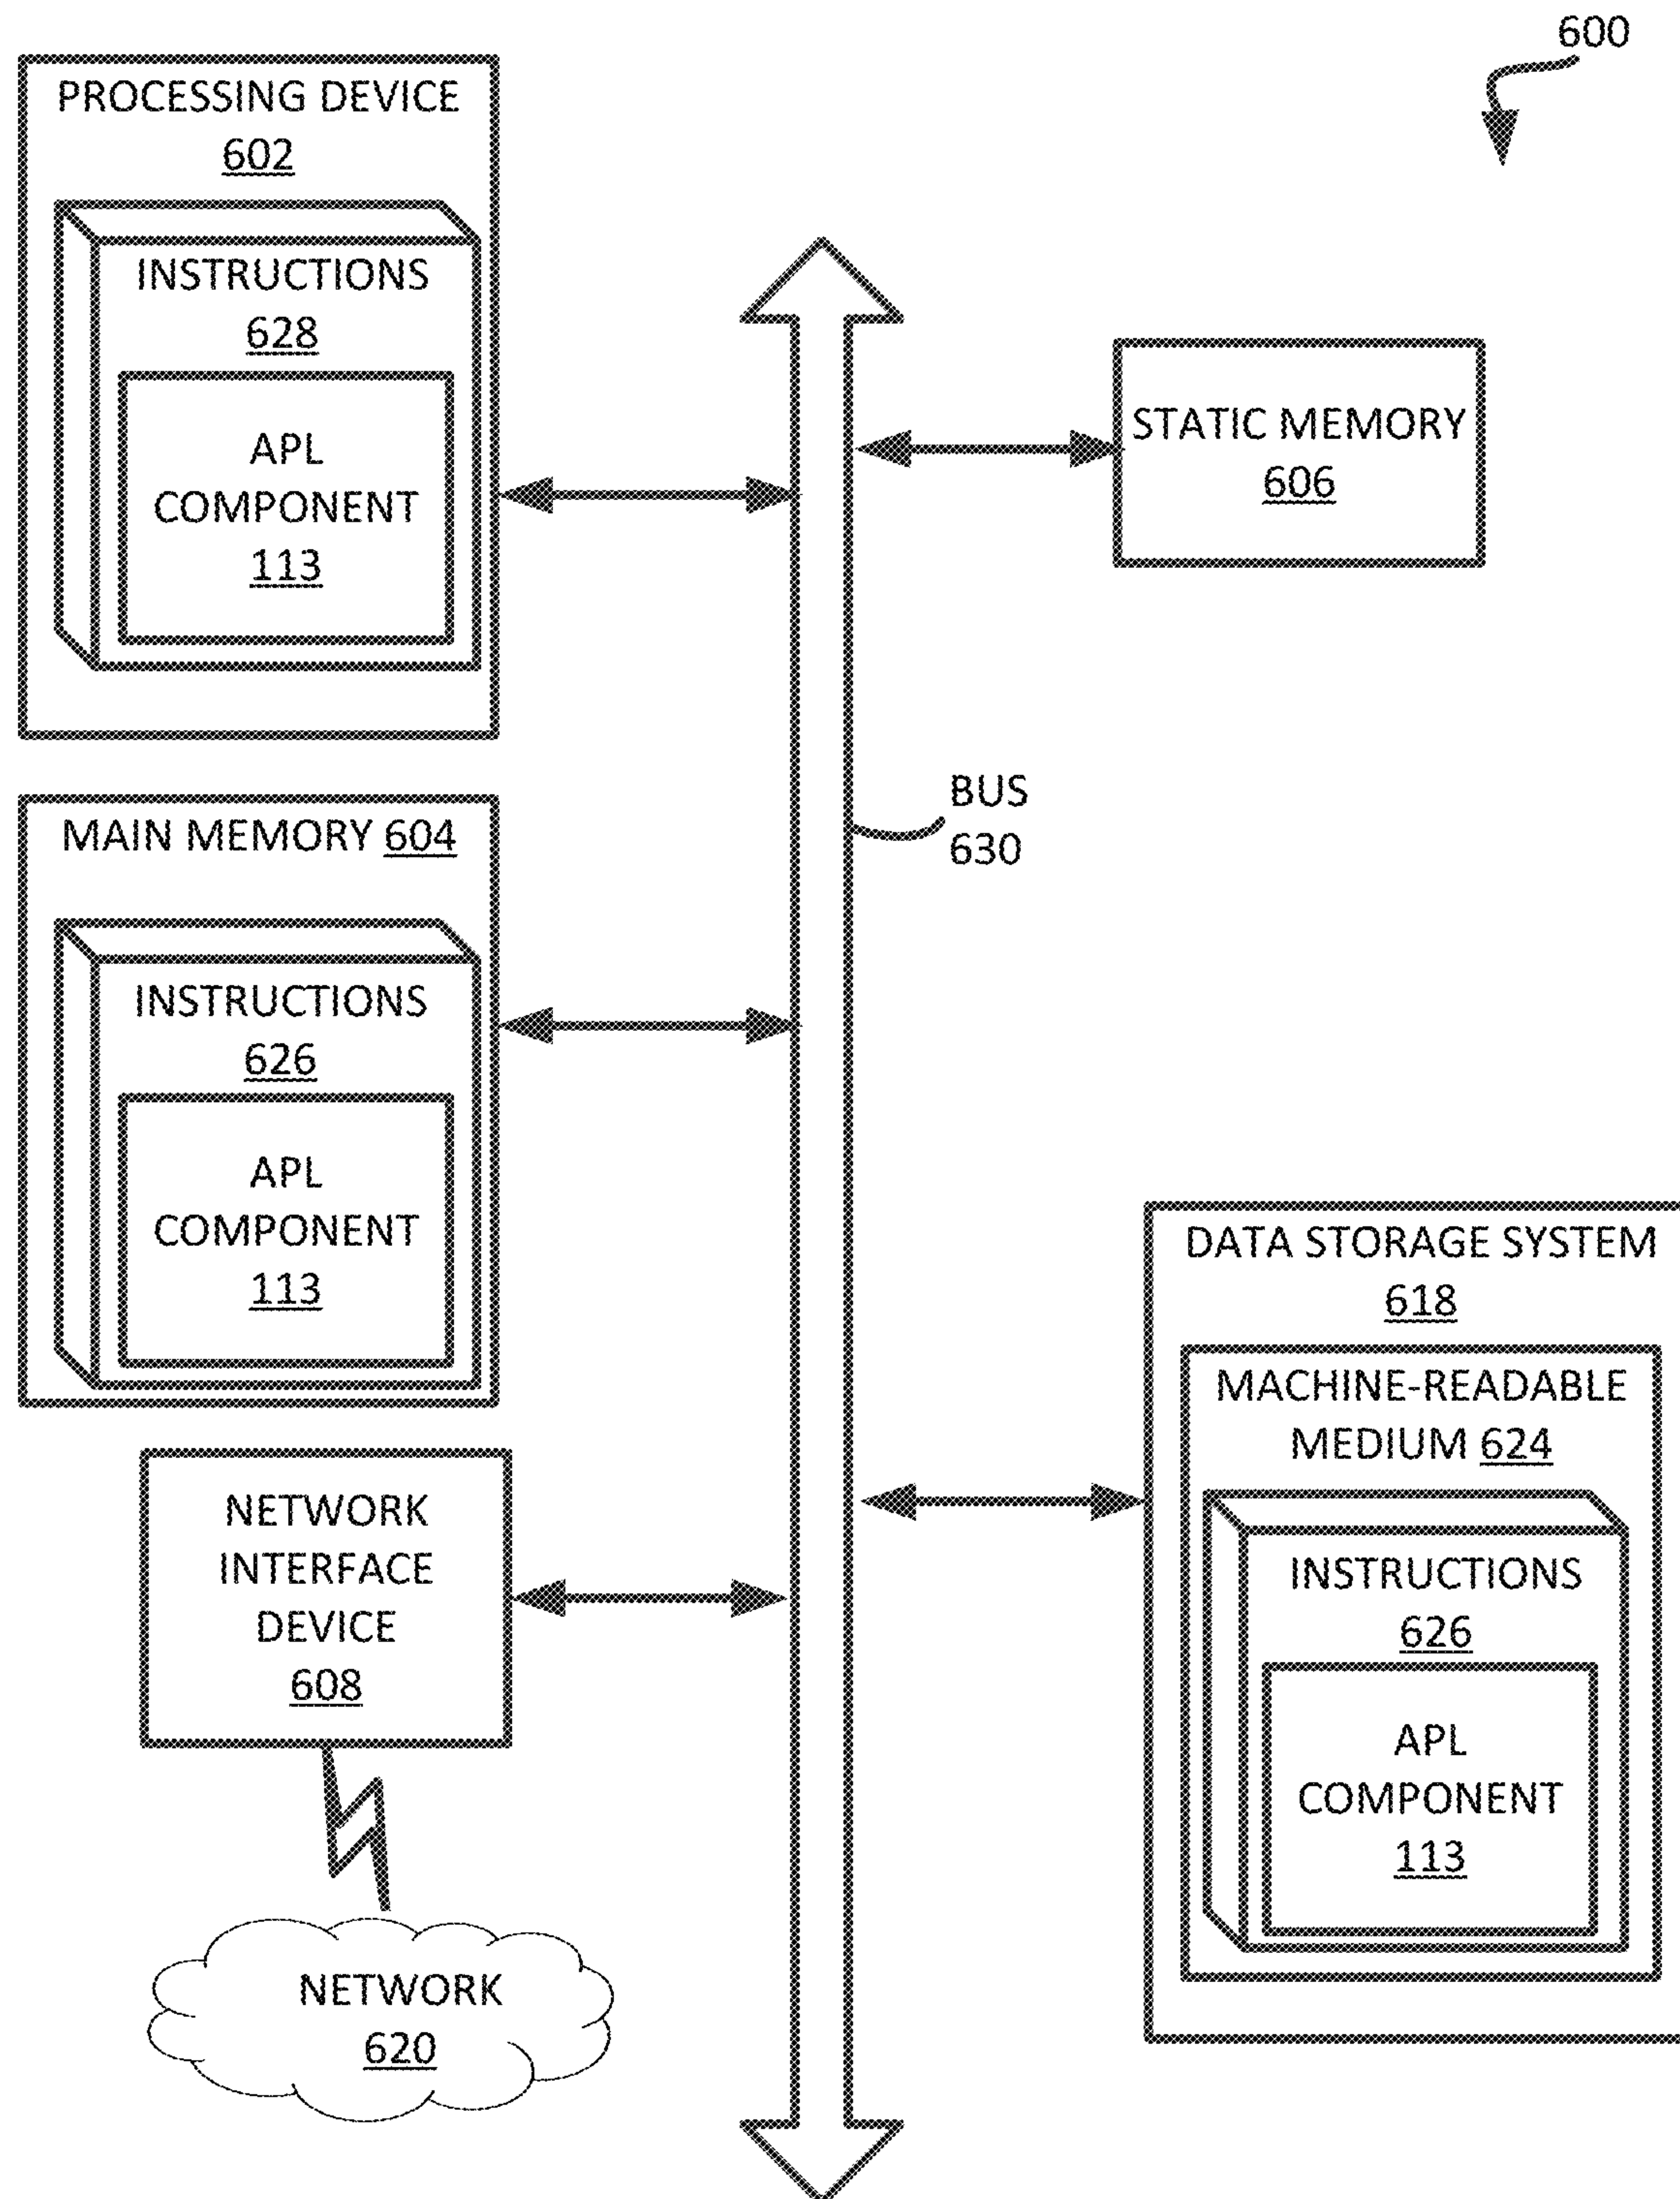 600
PROCESSING DEVICE
602
INSTRUCTIONS
628
APL
COMPONENT
113
STATIC MEMORY
606
BUS
630
MAIN MEMORY 604
INSTRUCTIONS
626
APL
COMPONENT
113
DATA STORAGE SYSTEM
618
MACHINE-READABLE
MEDIUM 624
INSTRUCTIONS
626
APL
COMPONENT
113
NETWORK
INTERFACE
DEVICE
608
NETWORK
620